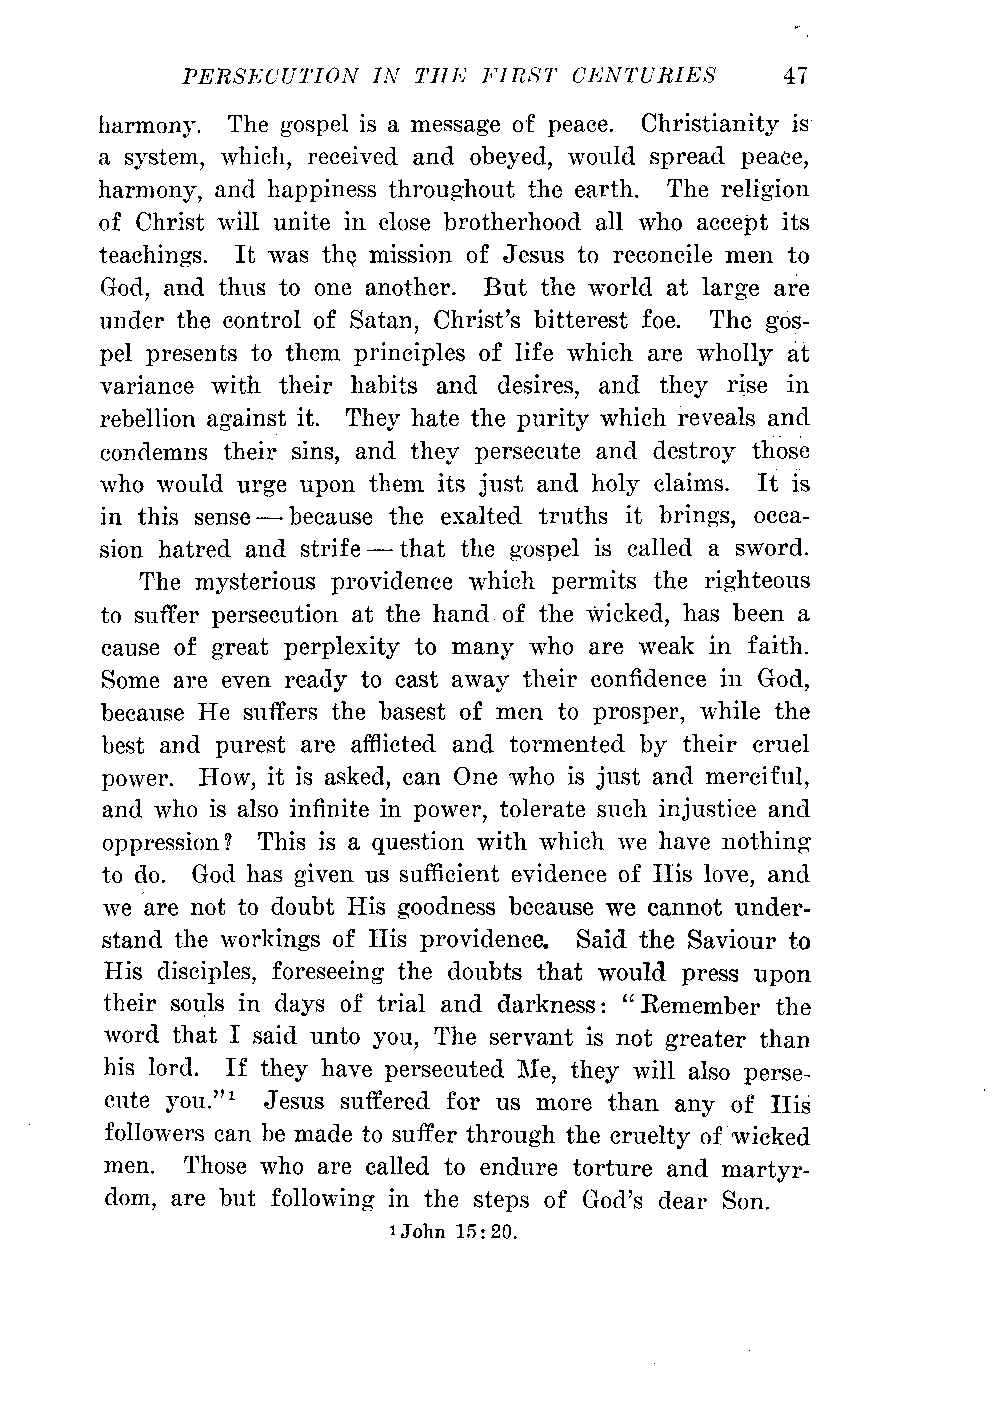 PERSECUTION IN THE FIRST CENTURIES 47
harmony. The gospel is a message of peace. Christianity is
a system, which, received and obeyed, would spread peace,
harmony, and happiness throughout the earth. The religion
of Christ will unite in close brotherhood all who accept its
teachings. It was the mission of Jesus to reconcile men to
God, and thus to one another. But the world at large are
under the control of Satan, Christ's bitterest foe. The gos-
pel presents to them principles of life which are wholly at
variance with their habits and desires, and they rise in
rebellion against it. They hate the purity which reveals and
condemns their sins, and they persecute and destroy those
who would urge upon them its just and holy claims. It is
in this sense — because the exalted truths it brings, occa-
sion hatred and strife — that the gospel is called a sword.
The mysterious providence which permits the righteous
to suffer persecution at the hand of the wicked, has been a
cause of great perplexity to many who are weak in faith.
Some are even ready to cast away their confidence in God,
because He suffers the basest of men to prosper, while the
best and purest are afflicted and tormented by their cruel
power. How, it is asked, can One who is just and merciful,
and who is also infinite in power, tolerate such injustice and
oppression? This is a question with which we have nothing
to do. God has given us sufficient evidence of His love, and
we are not to doubt His goodness because we cannot under-
stand the workings of His providence. Said the Saviour to
His disciples, foreseeing the doubts that would press upon
their souls in days of trial and darkness: "Remember the
word that I said unto you, The servant is not greater than
his lord. If they have persecuted Me, they will also perse-
cute you."¹ Jesus suffered for us more than any of His
followers can be made to suffer through the cruelty of wicked
men. Those who are called to endure torture and martyr-
dom, are but following in the steps of God's dear Son.
¹ John 15:20.